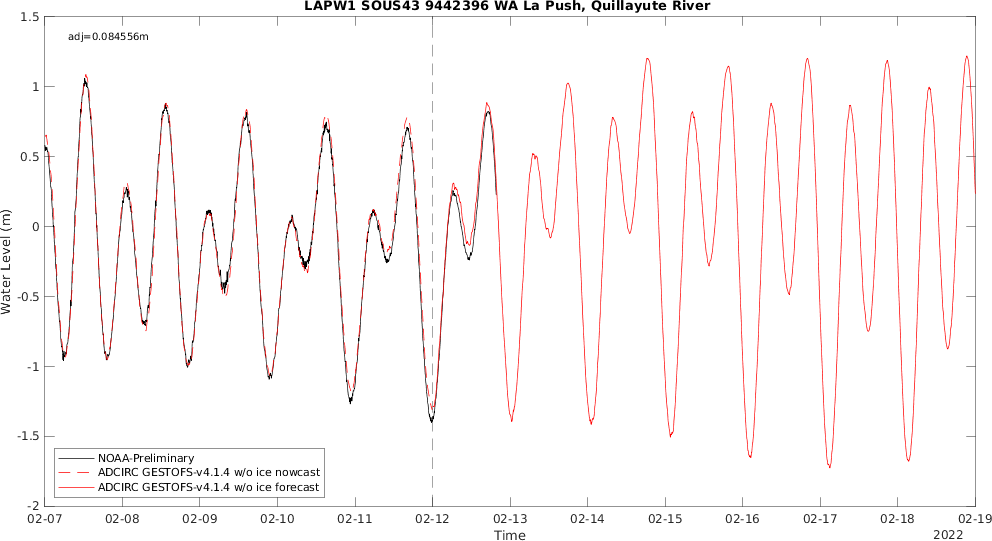 LAPW1 SOUS43 9442396 WA La Push, Quillayute River
adj=0.084556m
1.5
1
0.5
0
-0.5
-1
-1.5
-2
Water Level (m)
NOAA-Preliminary
ADCIRC GESTOFS-v4.1.4 w/o ice nowcast
ADCIRC GESTOFS-v4.1.4 w/o ice forecast
02-07 02-08 02-09 02-10 02-11 02-12 02-13 02-14 02-15 02-16 02-17 02-18 02-19
Time
2022